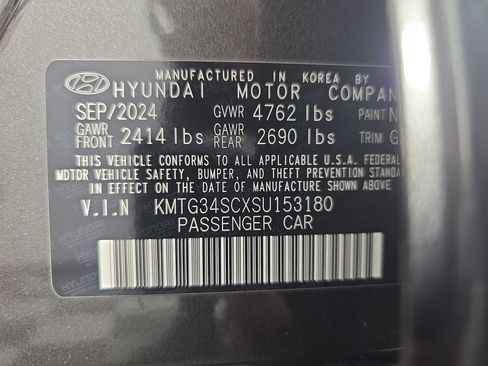 MANUFACTURED IN KOREA BY
HYUNDAI MOTOR COMPAN
SEP/2024 GVWR 4762 lbs PAINT N
GAWR FRONT 2414 lbs GAWR REAR 2690 lbs TRIM G
THIS VEHICLE CONFORMS TO ALL APPLICABLE U.S.A. FEDERAL
MOTOR VEHICLE SAFETY, BUMPER, AND THEFT PREVENTION STANDA
IN EFFECT ON THE DATE OF MANUFACTURE SHOWN ABOVE.
V.I.N KMTG34SCXSU153180
PASSENGER CAR